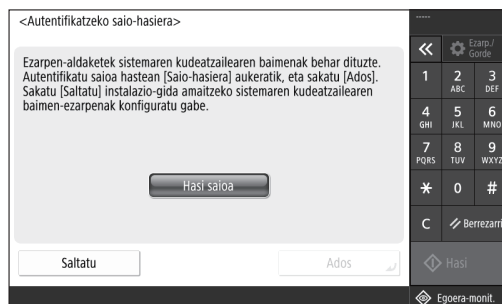 <Autentifikatzeko saio-hasiera>
Ezarpen-aldaketek sistemaren kudeatzailearen baimenak behar dituzte.
Autentifikatu saioa hastean [Saio-hasiera] aukeratik, eta sakatu [Ados].
Sakatu [Saltatu] instalazio-gida amaitzeko sistemaren kudeatzailearen
baimen-ezarpenak konfiguratu gabe.
Hasi saioa
Saltatu
Ados
-----
Ezarp./
Gorde
1 2 3
ABC DEF
4 5 6
GHI JKL MNO
7 8 9
PQRS TUV WXYZ
* 0 #
C Berrezarri
Hasi
Egoera-monit.